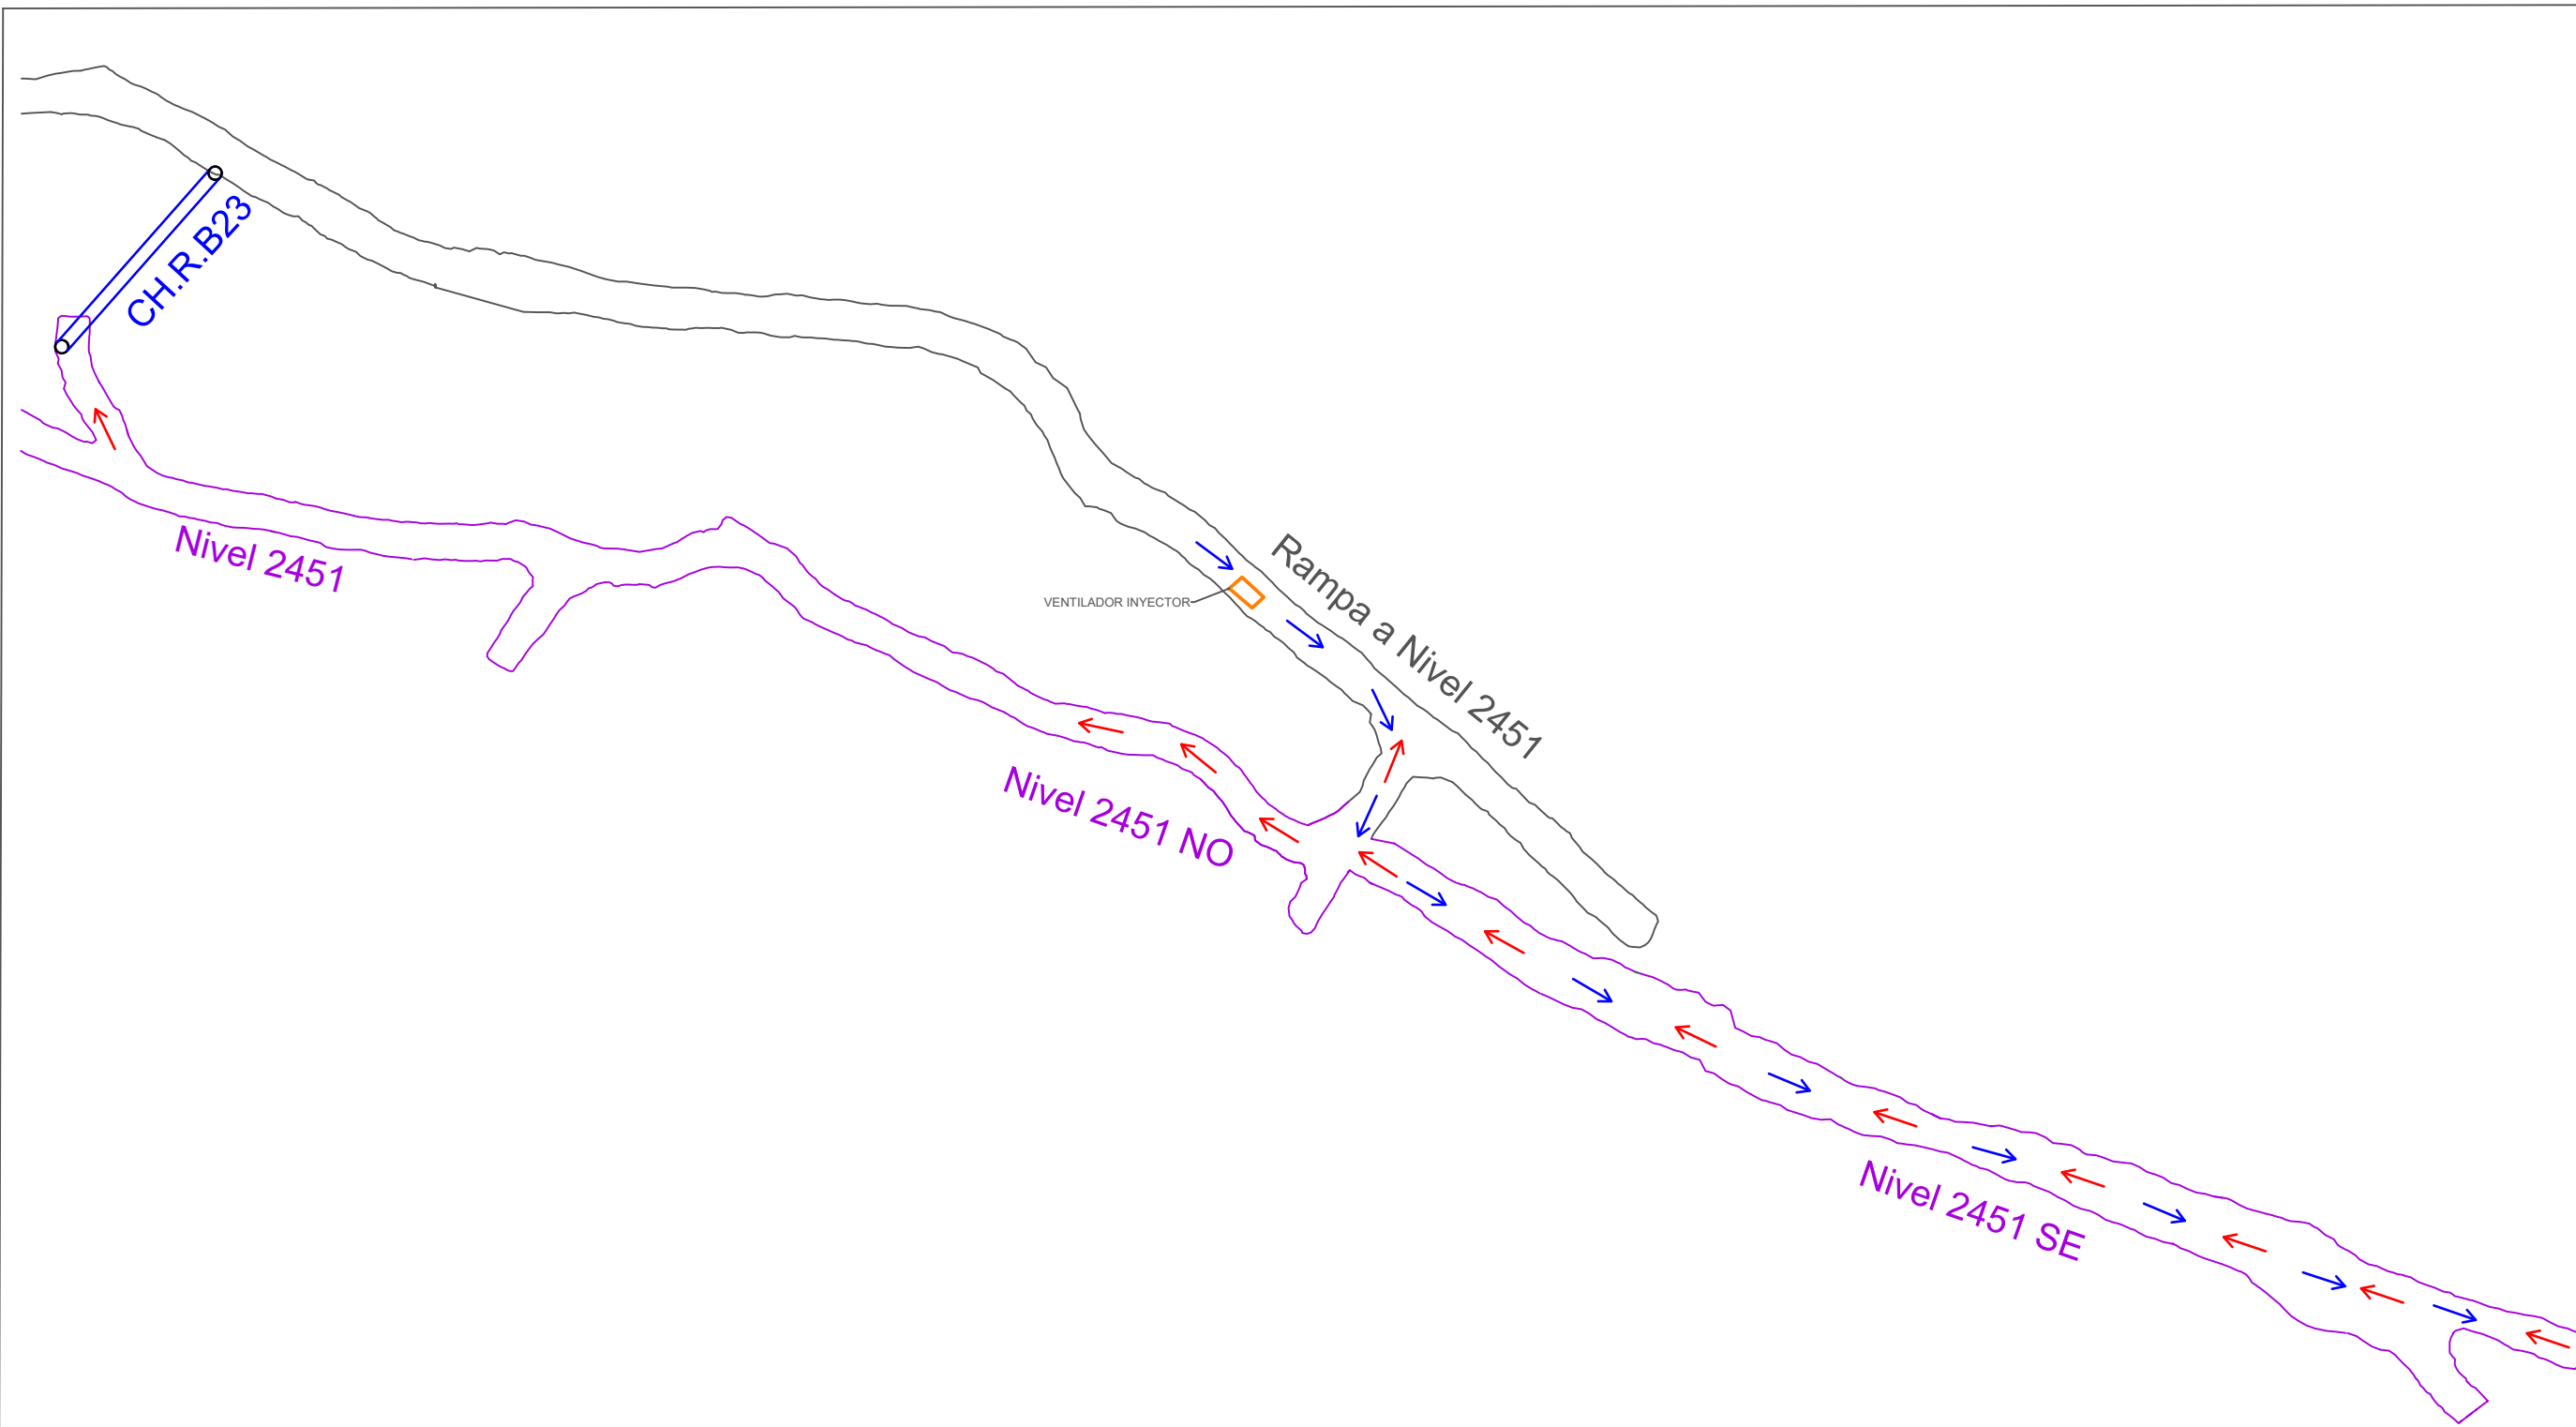 CH.R.B23
Nivel 2451
VENTILADOR INYECTOR
Rampa a Nivel 2451
Nivel 2451 NO
Nivel 2451 SE